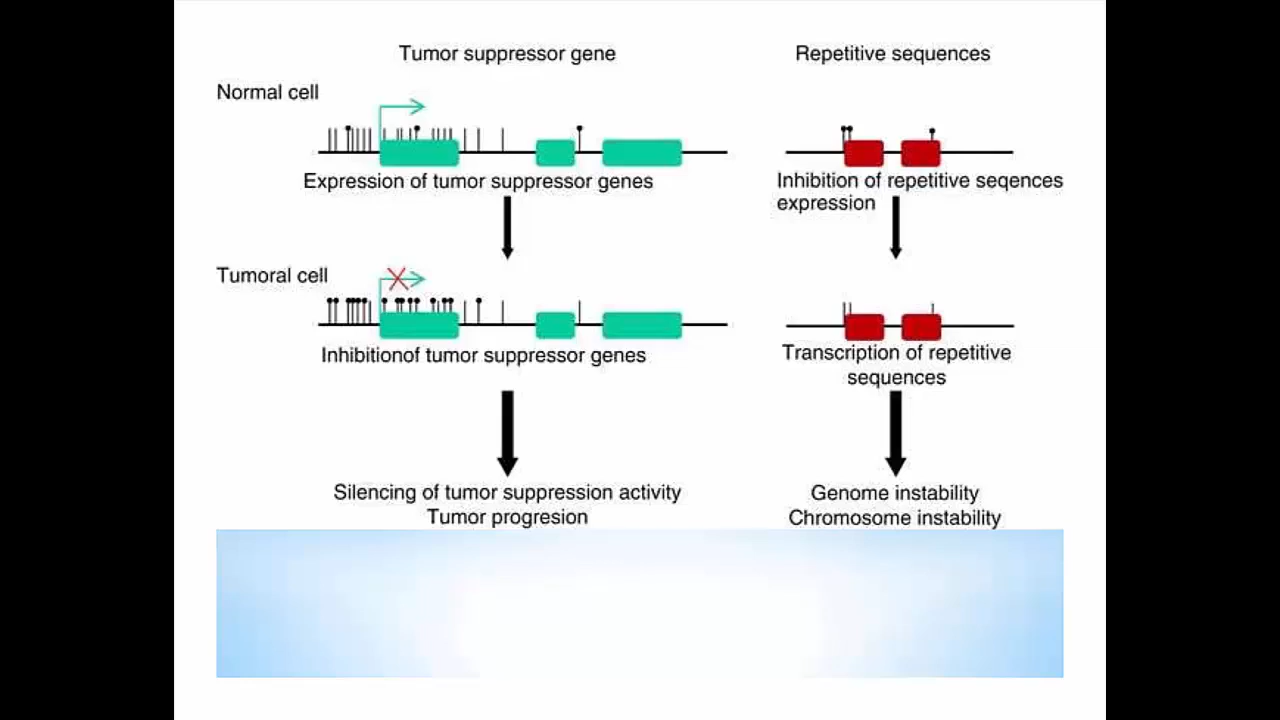 Tumor suppressor gene
Repetitive sequences
Normal cell
Expression of tumor suppressor genes
Inhibition of repetitive seqences
expression
Tumoral cell
Inhibitionof tumor suppressor genes
Transcription of repetitive
sequences
Silencing of tumor suppression activity
Tumor progresion
Genome instability
Chromosome instability